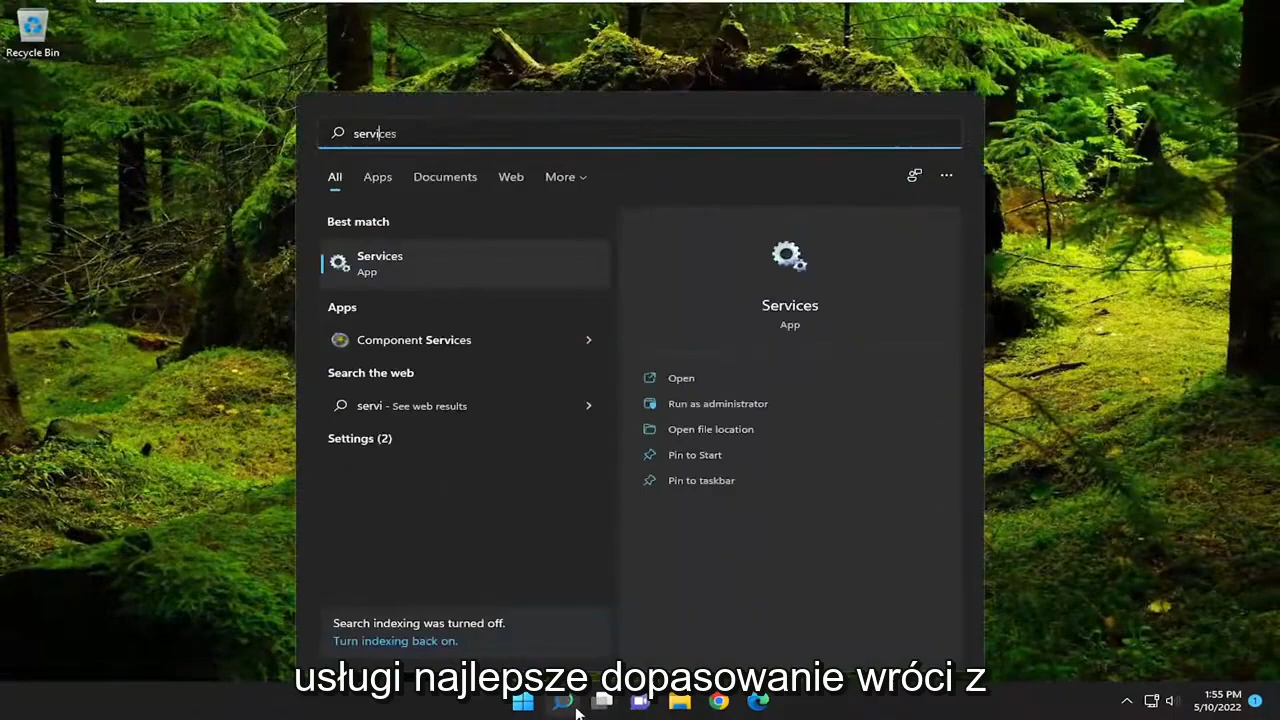 Recycle Bin
services
All Apps Documents Web More
Best match
Services
App
Apps
Component Services
Search the web
servi - See web results
Settings (2)
Services
App
Open
Run as administrator
Open file location
Pin to Start
Pin to taskbar
Search indexing was turned off.
Turn indexing back on.
usługi najlepsze dopasowanie wróci z
1:55 PM
5/10/2022
1